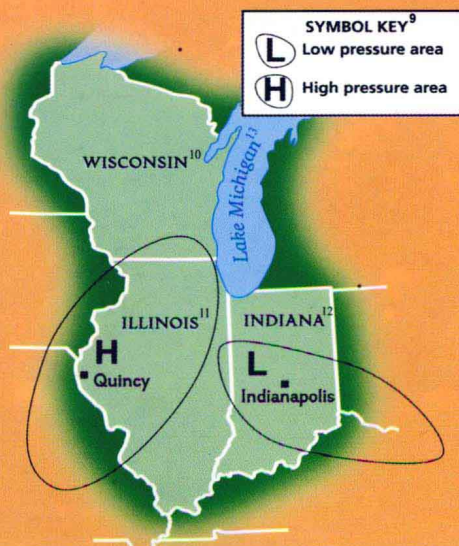 SYMBOL KEY9
L Low pressure area
H High pressure area
WISCONSIN10
Lake Michigan13
ILLINOIS11
INDIANA12
H
Quincy
L
Indianapolis